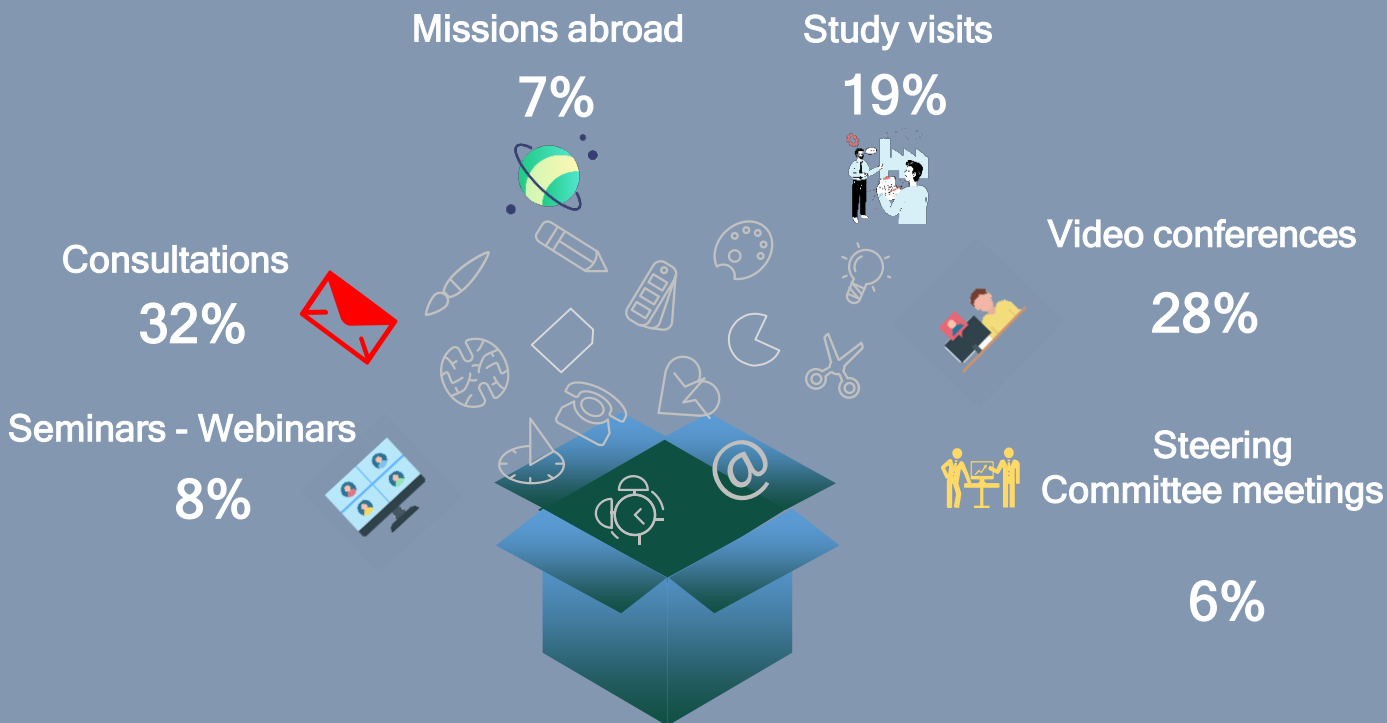 Missions abroad
7%
Study visits
19%
Consultations
32%
Video conferences
28%
Seminars - Webinars
8%
Steering
Committee meetings
6%
@